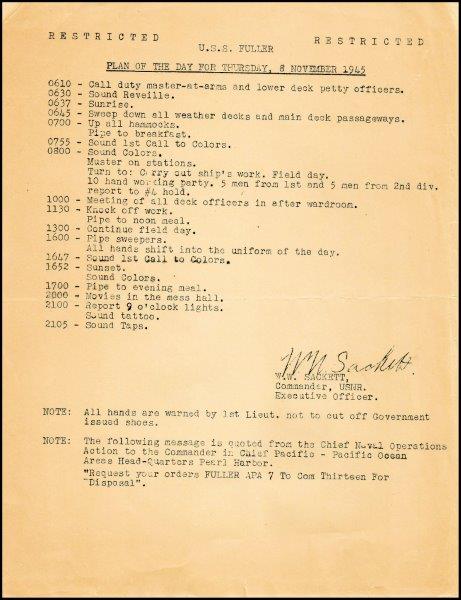 RESTRICTED
RESTRICTED
U.S.S. FULLER
PLAN OF THE DAY FOR THURSDAY, 8 NOVEMBER 1945
0610 - Call duty master-at-arms and lower deck petty officers.
0630 - Sound Reveille.
0637 - Sunrise.
0645 - Sweep down all weather decks and main deck passageways.
0700 - Up all hammocks.
Pipe to breakfast.
0755 - Sound 1st Call to Colors.
0800 - Sound Colors.
Muster on stations.
Turn to: Carry out ship's work. Field day.
10 hand working party. 5 men from 1st and 5 men from 2nd div.
report to #4 hold.
1000 - Meeting of all deck officers in after wardroom.
1130 - Knock off work.
Pipe to noon meal.
1300 - Continue field day.
1600 - Pipe sweepers.
All hands shift into the uniform of the day.
1647 - Sound 1st Call to Colors.
1652 - Sunset.
Sound Colors.
1700 - Pipe to evening meal.
2000 - Movies in the mess hall.
2100 - Report 9 o'clock lights.
Sound tattoo.
2105 - Sound Taps.
W W Sackett
W.W. SACKETT,
Commander, USNR.
Executive Officer.
NOTE: All hands are warned by 1st Lieut. not to cut off Government
issued shoes.
NOTE: The following message is quoted from the Chief Naval Operations
Action to the Commander in Chief Pacific - Pacific Ocean
Areas Head-Quarters Pearl Harbor.
"Request your orders FULLER APA 7 To Com Thirteen For
"Disposal".